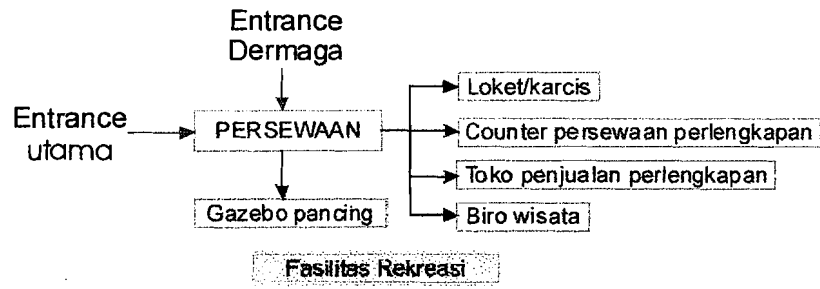 Entrance
Dermaga
Entrance
utama
PERSEWAAN
Loket/karcis
Counter persewaan perlengkapan
Toko penjualan perlengkapan
Biro wisata
Gazebo pancing
Fasilitas Rekreasi